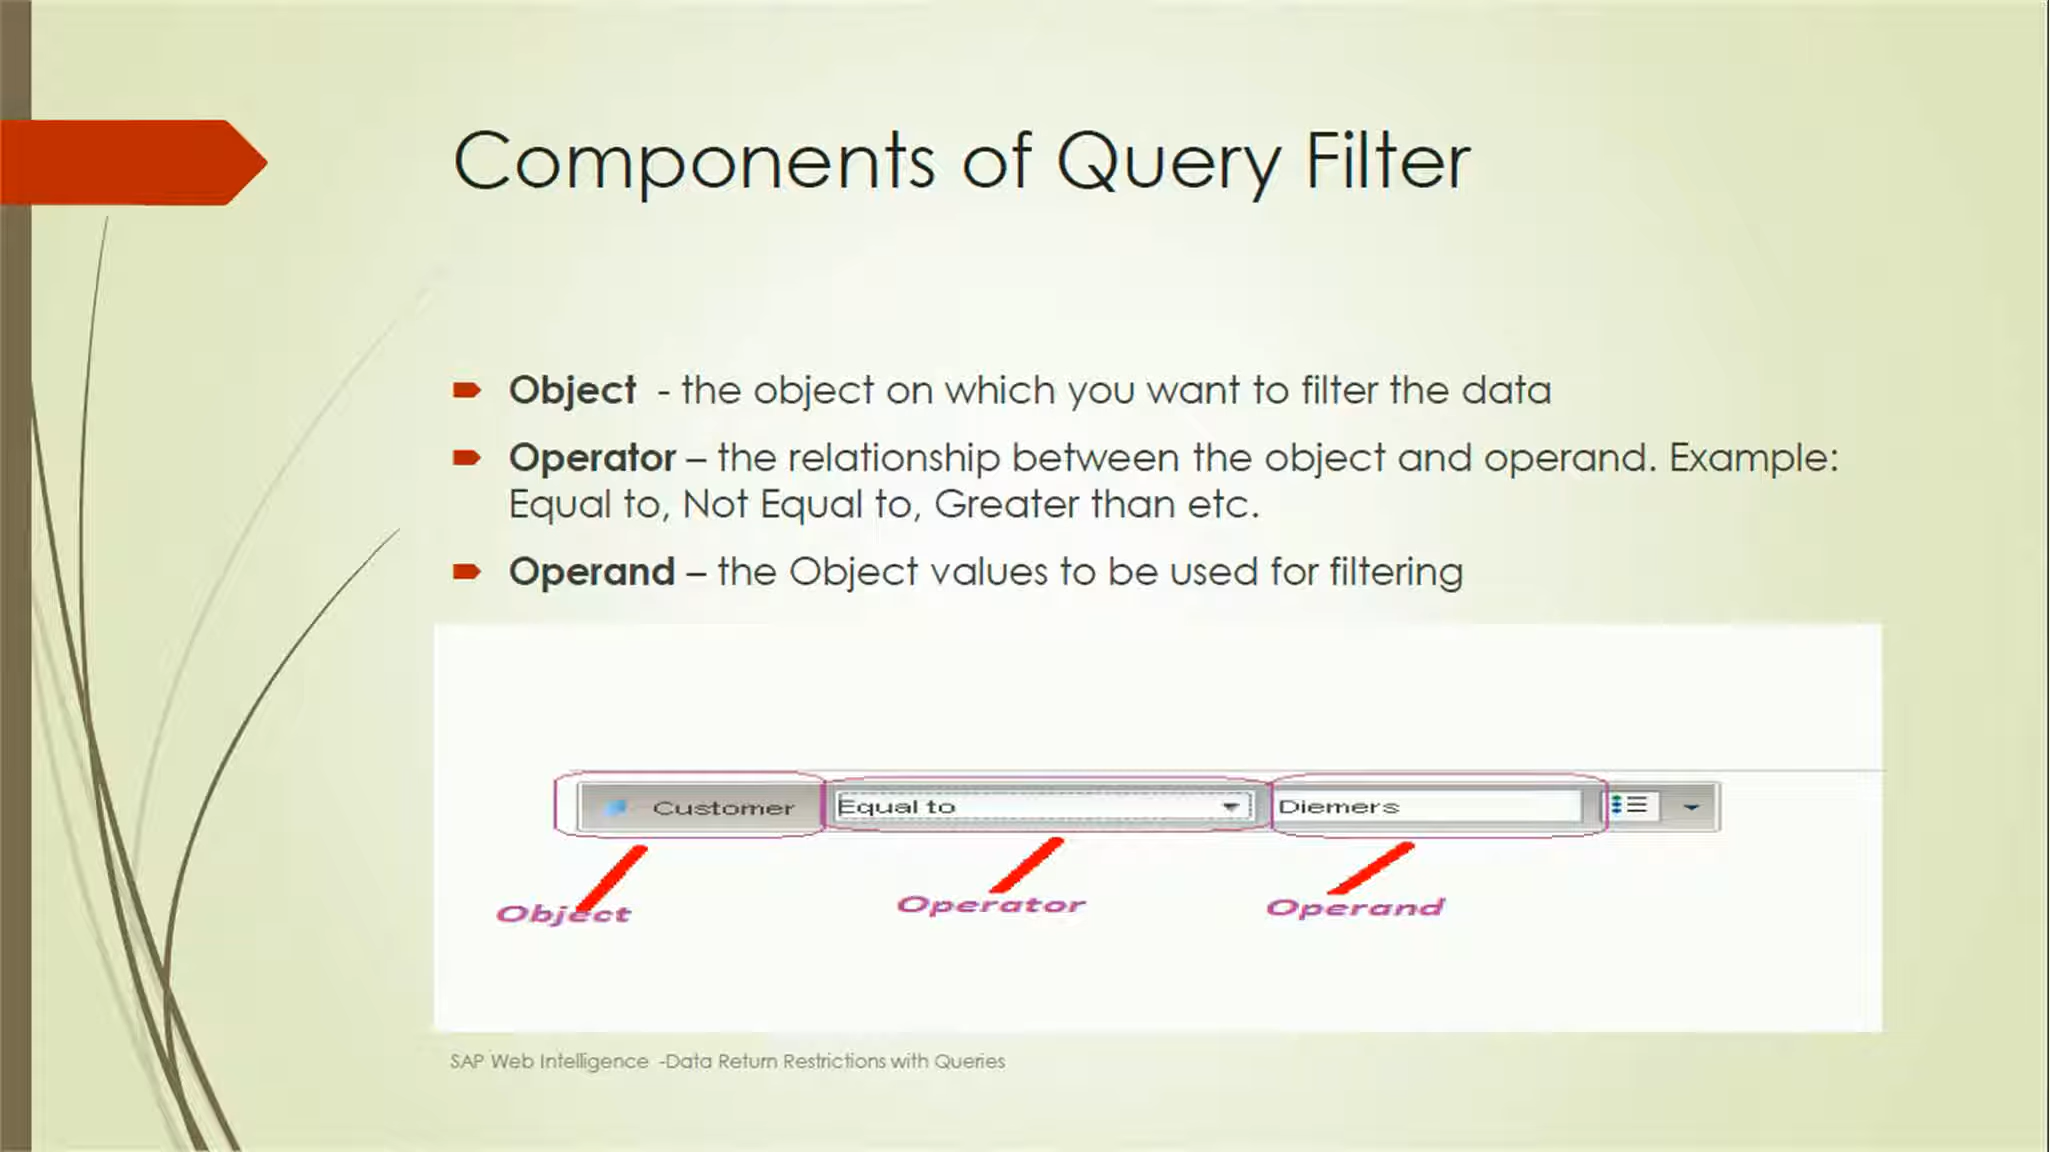 Components of Query Filter
Object - the object on which you want to filter the data
Operator – the relationship between the object and operand. Example:
Equal to, Not Equal to, Greater than etc.
Operand – the Object values to be used for filtering
Customer Equal to Diemers
Object Operator Operand
SAP Web Intelligence -Data Return Restrictions with Queries